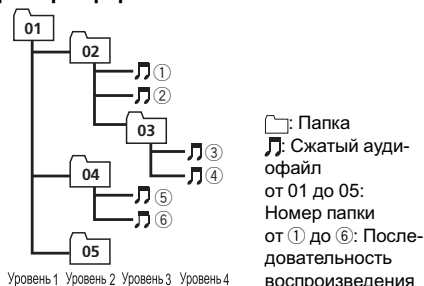 01
02
①
②
03
③
④
04
⑤
⑥
05
Уровень 1 Уровень 2 Уровень 3 Уровень 4
: Папка
: Сжатый ауди-
офайл
от 01 до 05:
Номер папки
от ① до ⑥: После-
довательность
воспроизведения